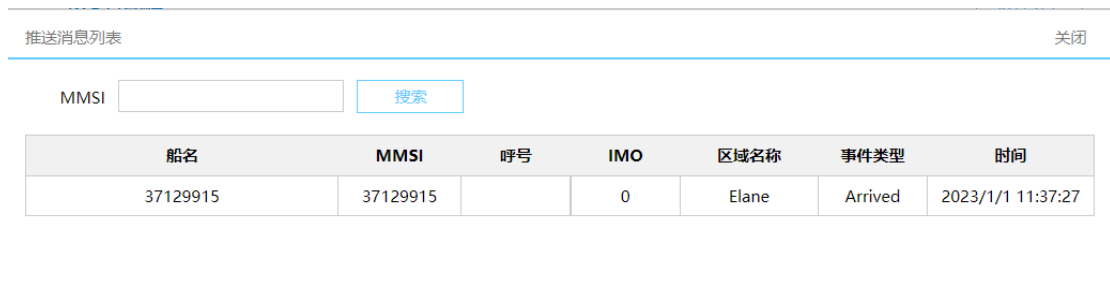 推送消息列表 关闭
MMSI 搜索
船名 MMSI 呼号 IMO 区域名称 事件类型 时间
37129915 37129915 0 Elane Arrived 2023/1/1 11:37:27